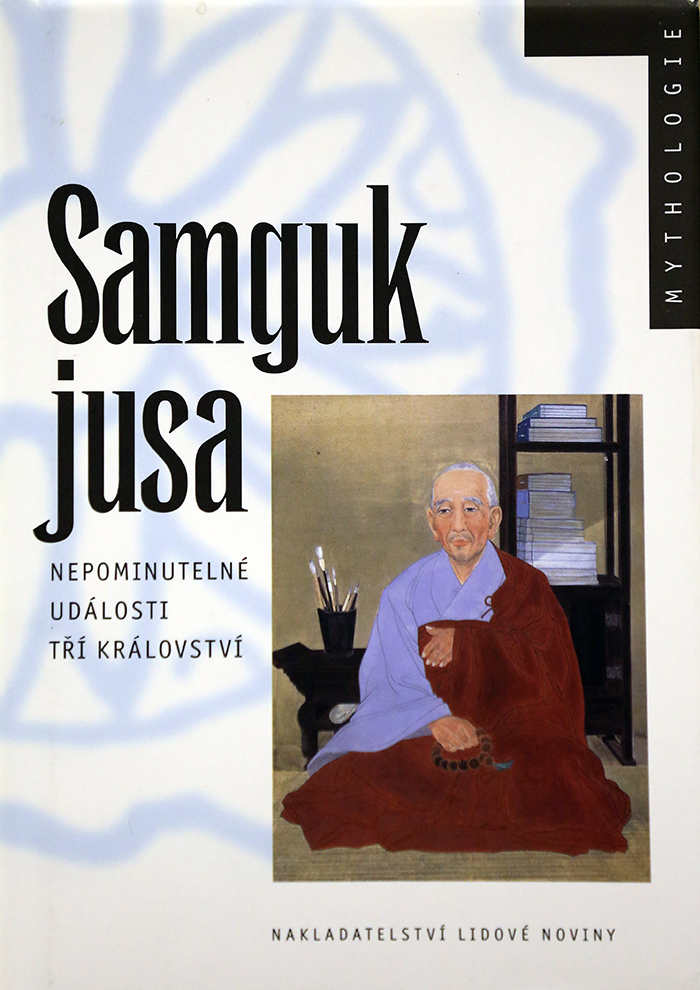 MYTHOLOGIE
Samguk
jusa
NEPOMINUTELNÉ
UDÁLOSTI
TŘÍ KRÁLOVSTVÍ
NAKLADATELSTVÍ LIDOVÉ NOVINY